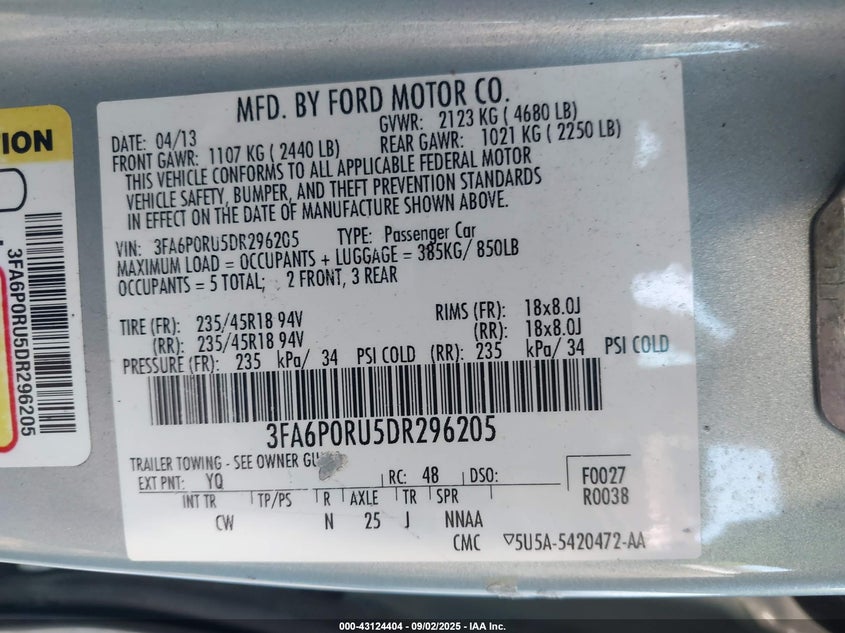 MFD. BY FORD MOTOR CO.
DATE: 04/13
GVWR: 2123 KG (4680 LB)
FRONT GAWR: 1107 KG (2440 LB)
REAR GAWR: 1021 KG (2250 LB)
THIS VEHICLE CONFORMS TO ALL APPLICABLE FEDERAL MOTOR
VEHICLE SAFETY, BUMPER, AND THEFT PREVENTION STANDARDS
IN EFFECT ON THE DATE OF MANUFACTURE SHOWN ABOVE.
VIN: 3FA6P0RU5DR296205 TYPE: Passenger Car
MAXIMUM LOAD = OCCUPANTS + LUGGAGE = 385KG/ 850LB
OCCUPANTS = 5 TOTAL; 2 FRONT, 3 REAR
TIRE (FR): 235/45R18 94V RIMS (FR): 18x8.0J
(RR): 235/45R18 94V (RR): 18x8.0J
PRESSURE (FR): 235 kPa/ 34 PSI COLD (RR): 235 kPa/ 34 PSI COLD
3FA6P0RU5DR296205
TRAILER TOWING - SEE OWNER
EXT PNT: YQ RC: 48 DSO: F0027
R0038
INT TR TP/PS R AXLE TR SPR
CW N 25 J NNAA
CMC ▽5U5A-5420472-AA
3FA6P0RU5DR296205
000-43124404 - 09/02/2025 - IAA Inc.